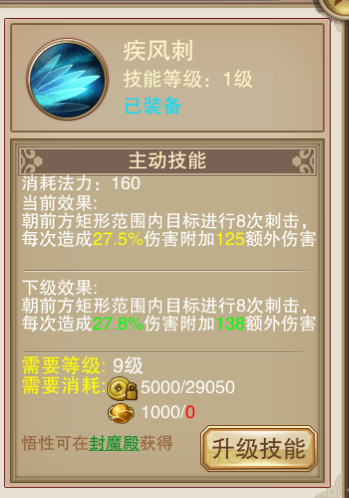 疾风刺
技能等级：1级
已装备
主动技能
消耗法力：160
当前效果:
朝前方矩形范围内目标进行8次刺击，
每次造成27.5%伤害附加125额外伤害
下级效果:
朝前方矩形范围内目标进行8次刺击，
每次造成27.8%伤害附加138额外伤害
需要等级: 9级
需要消耗: 5000/29050
1000/0
悟性可在封魔殿获得
升级技能